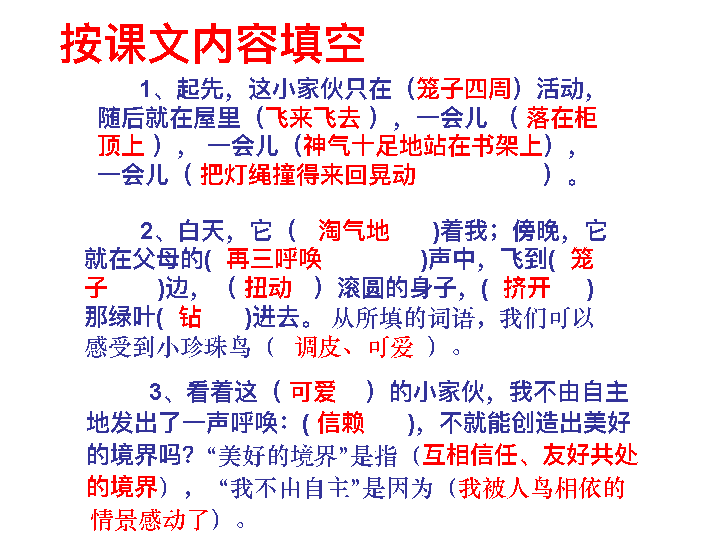 按课文内容填空
1、起先，这小家伙只在（笼子四周）活动，
随后就在屋里（飞来飞去 ），一会儿 （ 落在柜
顶上 ）， 一会儿（神气十足地站在书架上），
一会儿（ 把灯绳撞得来回晃动 ）。
2、白天，它（ 淘气地 )着我；傍晚，它
就在父母的( 再三呼唤 )声中，飞到( 笼
子 )边，（ 扭动 ）滚圆的身子，( 挤开 )
那绿叶( 钻 )进去。 从所填的词语，我们可以
感受到小珍珠鸟（ 调皮、可爱 ）。
3、看着这（ 可爱 ）的小家伙，我不由自主
地发出了一声呼唤：( 信赖 )，不就能创造出美好
的境界吗？“美好的境界”是指（互相信任、友好共处
的境界）， “我不由自主”是因为（我被人鸟相依的
情景感动了）。